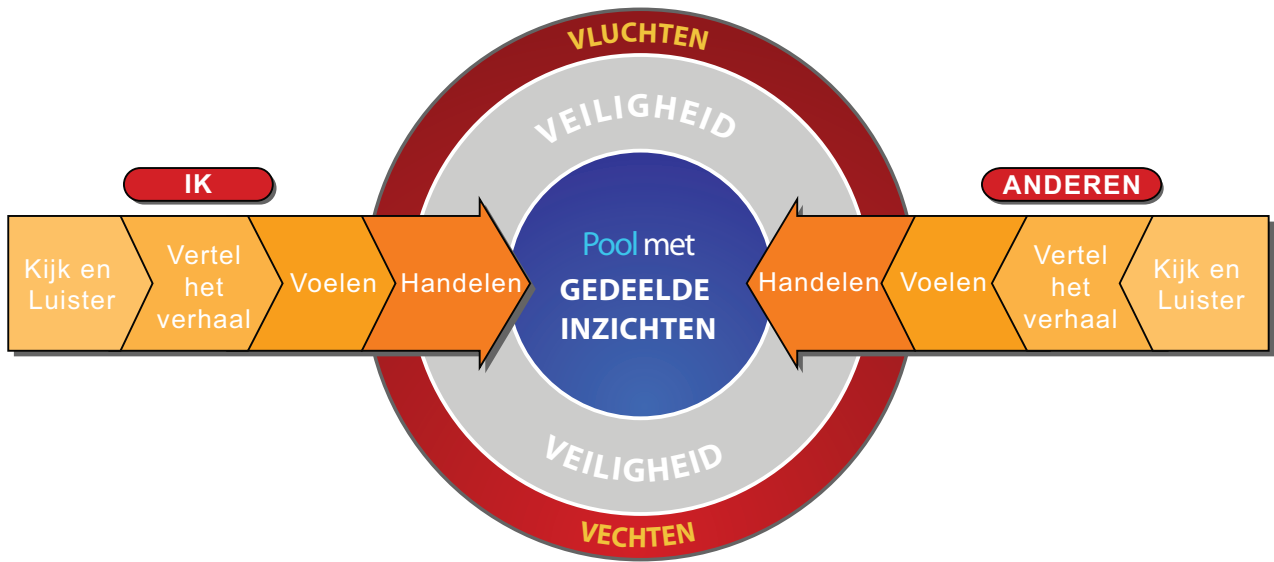 VLUCHTEN
VEILIGHEID
IK
ANDEREN
Kijk en
Luister
Vertel
het
verhaal
Voelen
Handelen
Pool met
GEDEELDE
INZICHTEN
Handelen
Voelen
Vertel
het
verhaal
Kijk en
Luister
VEILIGHEID
VECHTEN